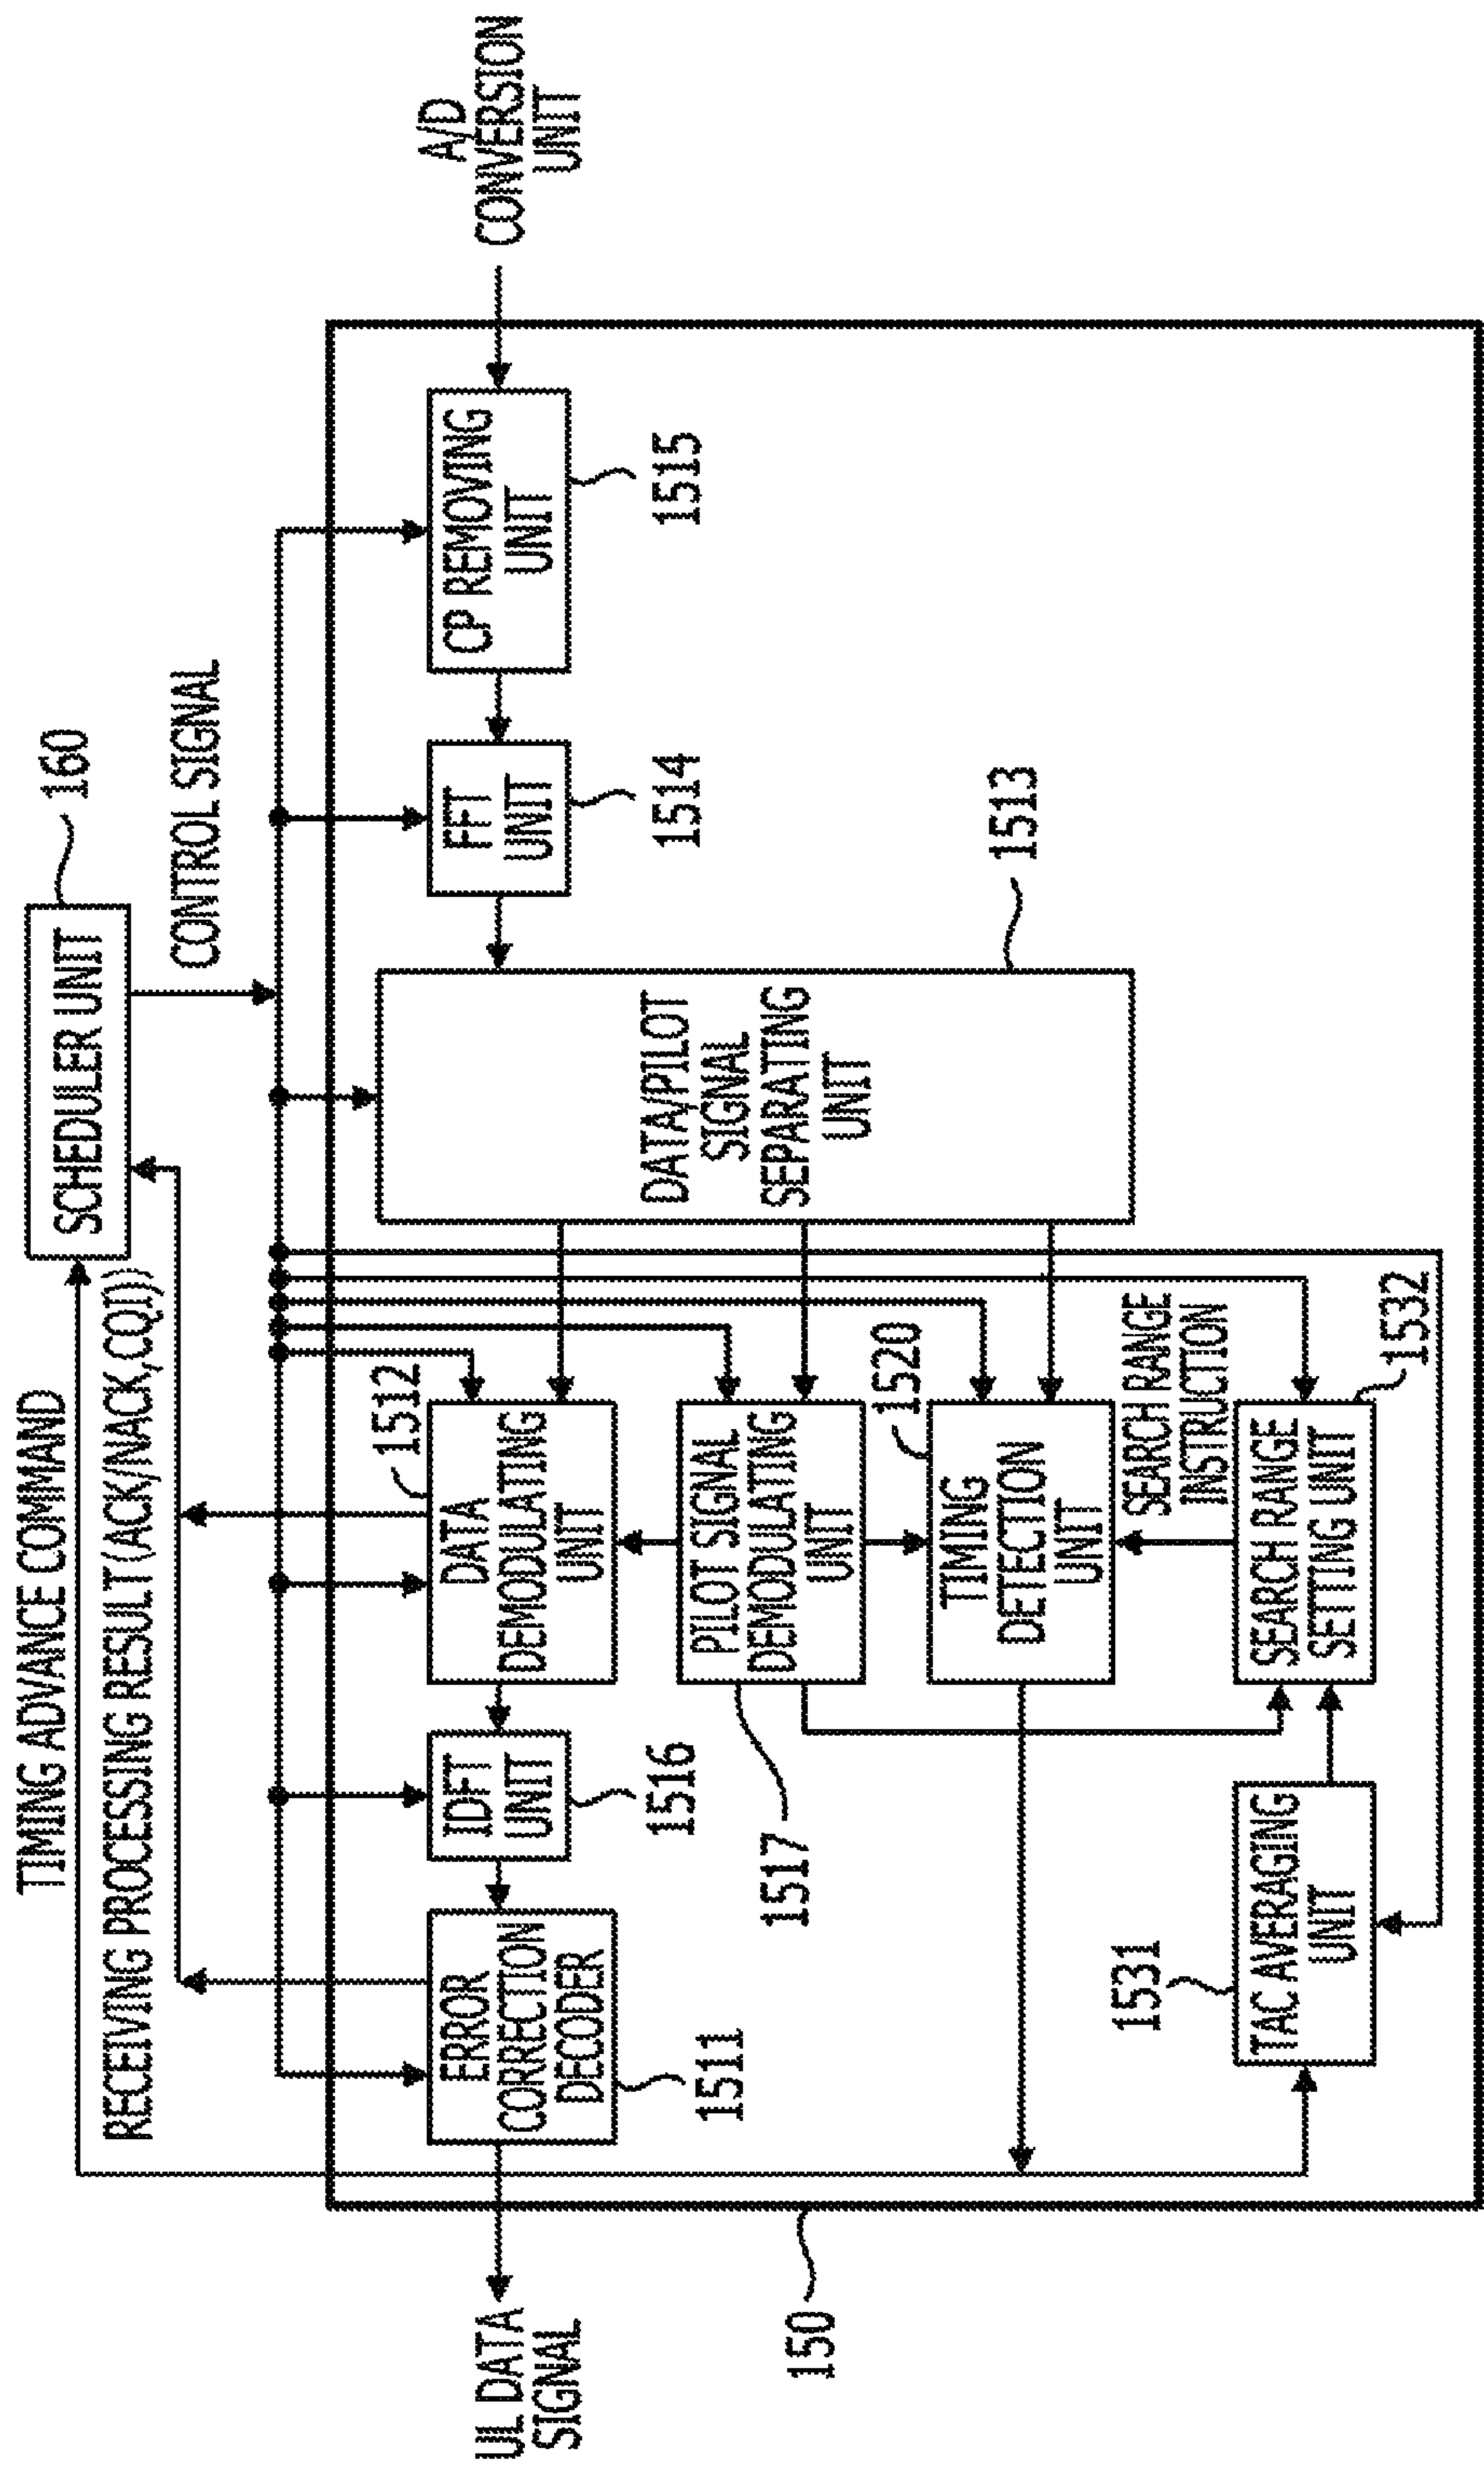 TIMING ADVANCE COMMAND
RECEIVING PROCESSING RESULT(ACK/NACK,CQI))
SCHEDULER UNIT
160
CONTROL SIGNAL
UL DATA
SIGNAL
ERROR
CORRECTION
DECODER
1511
IDFT
UNIT
1516
DATA
DEMODULATING
UNIT
1512
DATA/PILOT
SIGNAL
SEPARATING
UNIT
1513
FFT
UNIT
1514
CP REMOVING
UNIT
1515
A/D
CONVERSION
UNIT
PILOT SIGNAL
DEMODULATING
UNIT
1517
TIMING
DETECTION
UNIT
1520
SEARCH RANGE
INSTRUCTION
SEARCH RANGE
SETTING UNIT
1532
TAC AVERAGING
UNIT
1531
150